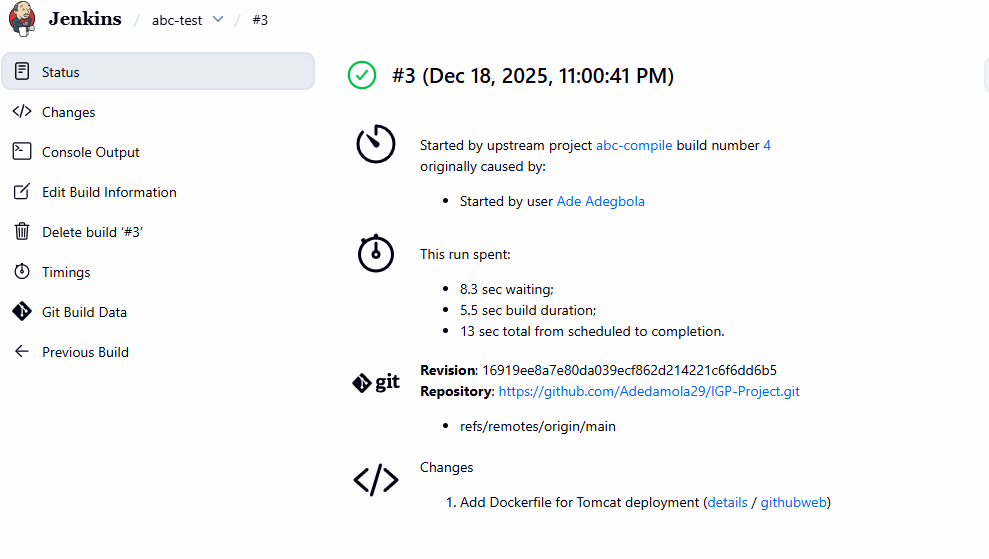 Jenkins / abc-test / #3
Status
Changes
Console Output
Edit Build Information
Delete build ‘#3’
Timings
Git Build Data
Previous Build
#3 (Dec 18, 2025, 11:00:41 PM)
Started by upstream project abc-compile build number 4
originally caused by:
• Started by user Ade Adegbola
This run spent:
• 8.3 sec waiting;
• 5.5 sec build duration;
• 13 sec total from scheduled to completion.
git
Revision: 16919ee8a7e80da039ecf862d214221c6f6dd6b5
Repository: https://github.com/Adedamola29/IGP-Project.git
• refs/remotes/origin/main
Changes
1. Add Dockerfile for Tomcat deployment (details / githubweb)